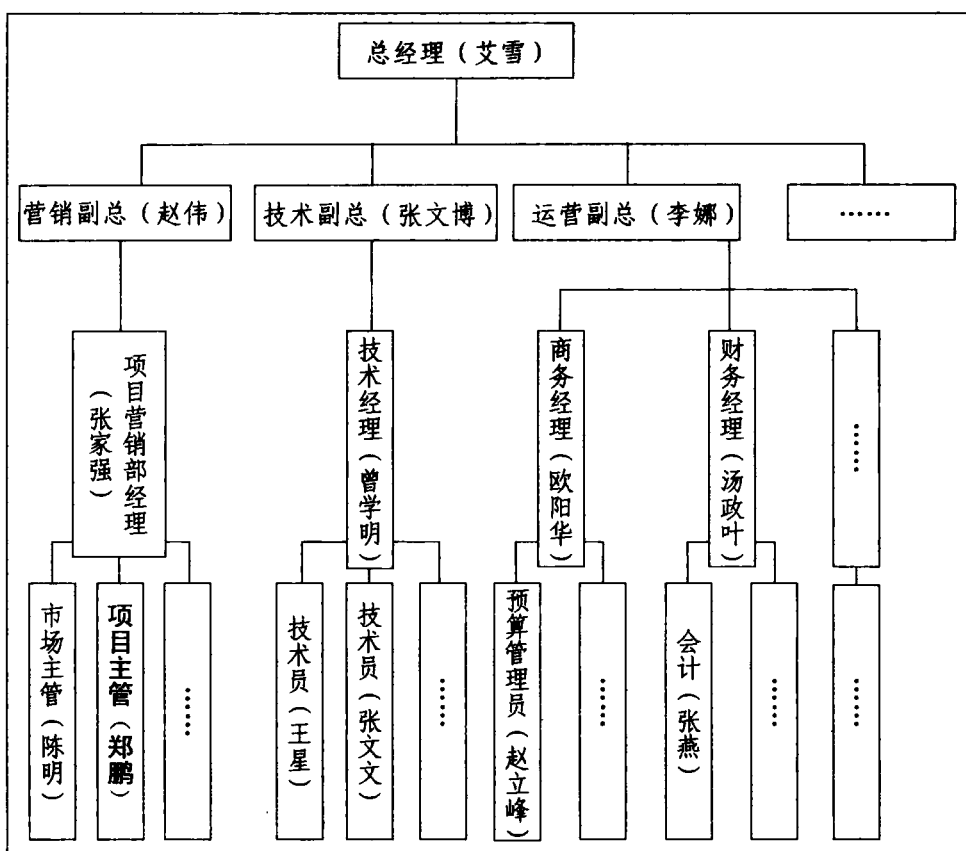 总经理（艾雪）
营销副总（赵伟）
技术副总（张文博）
运营副总（李娜）
……
项目营销部经理
（张家强）
技术经理（曾学明）
商务经理（欧阳华）
财务经理（汤政叶）
……
市场主管（陈明）
项目主管（郑鹏）
……
技术员（王星）
技术员（张文文）
……
预算管理员（赵立峰）
……
会计（张燕）
……
……